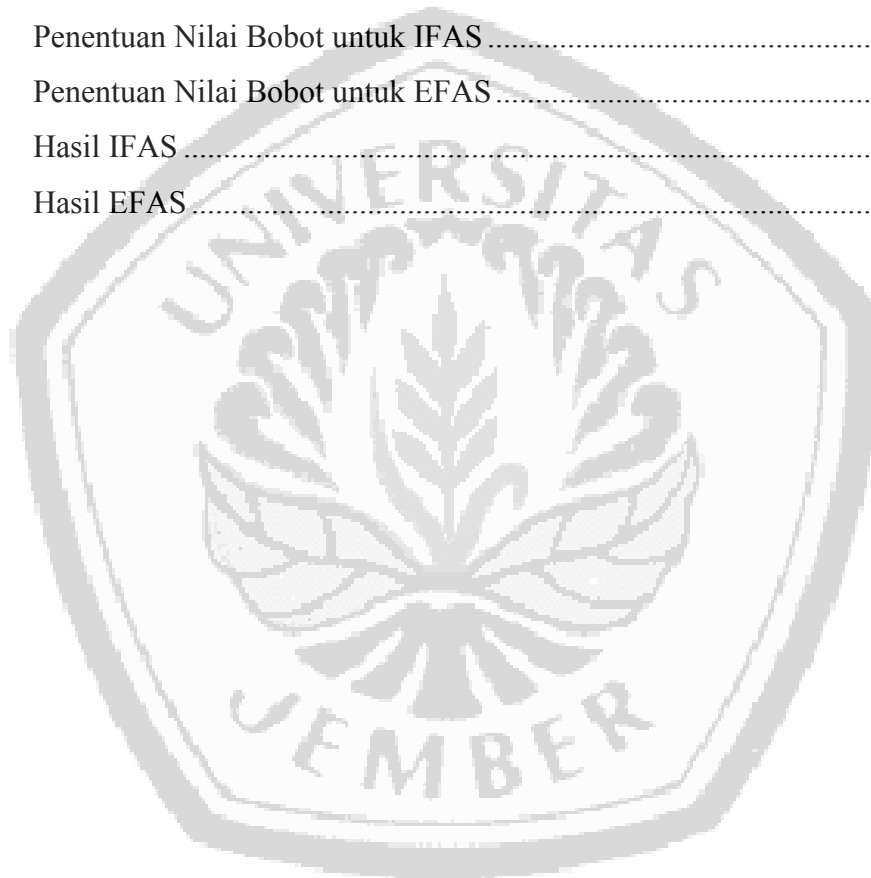 Penentuan Nilai Bobot untuk IFAS ................................................
Penentuan Nilai Bobot untuk EFAS ...............................................
Hasil IFAS .......................................................................................
Hasil EFAS ......................................................................................
UNIVERSITAS
JEMBER